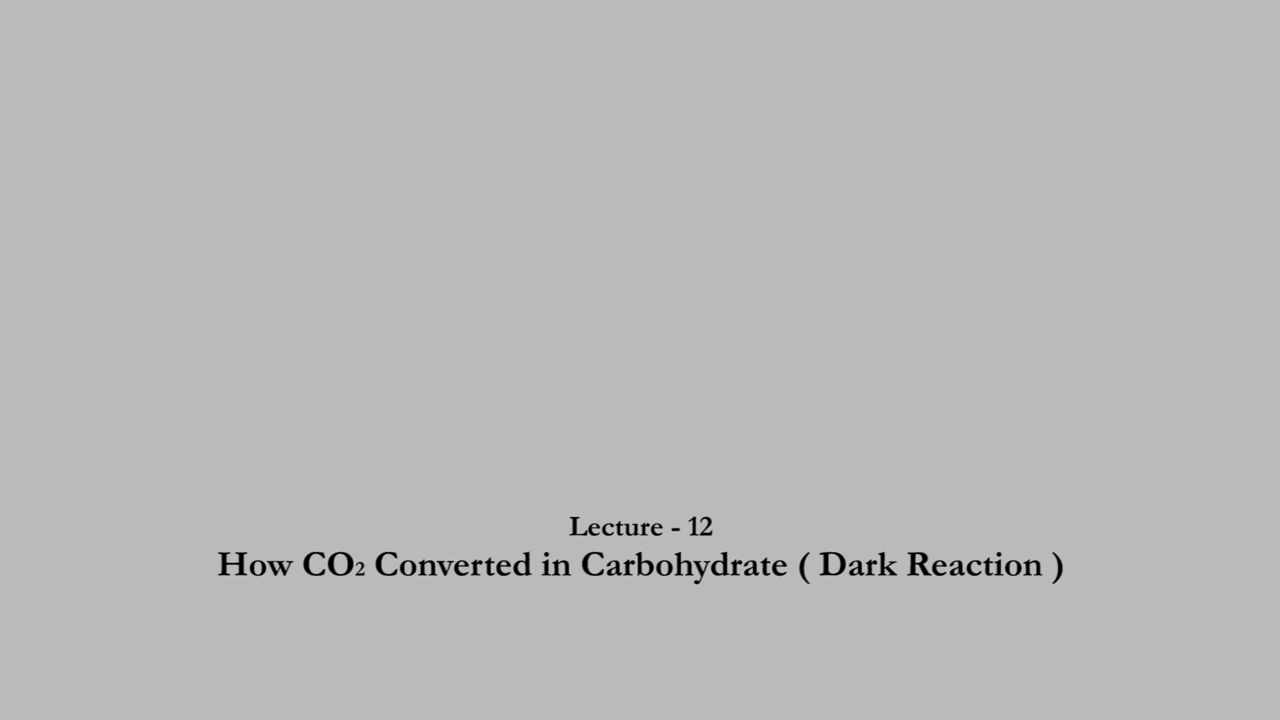 Lecture - 12
How CO₂ Converted in Carbohydrate ( Dark Reaction )